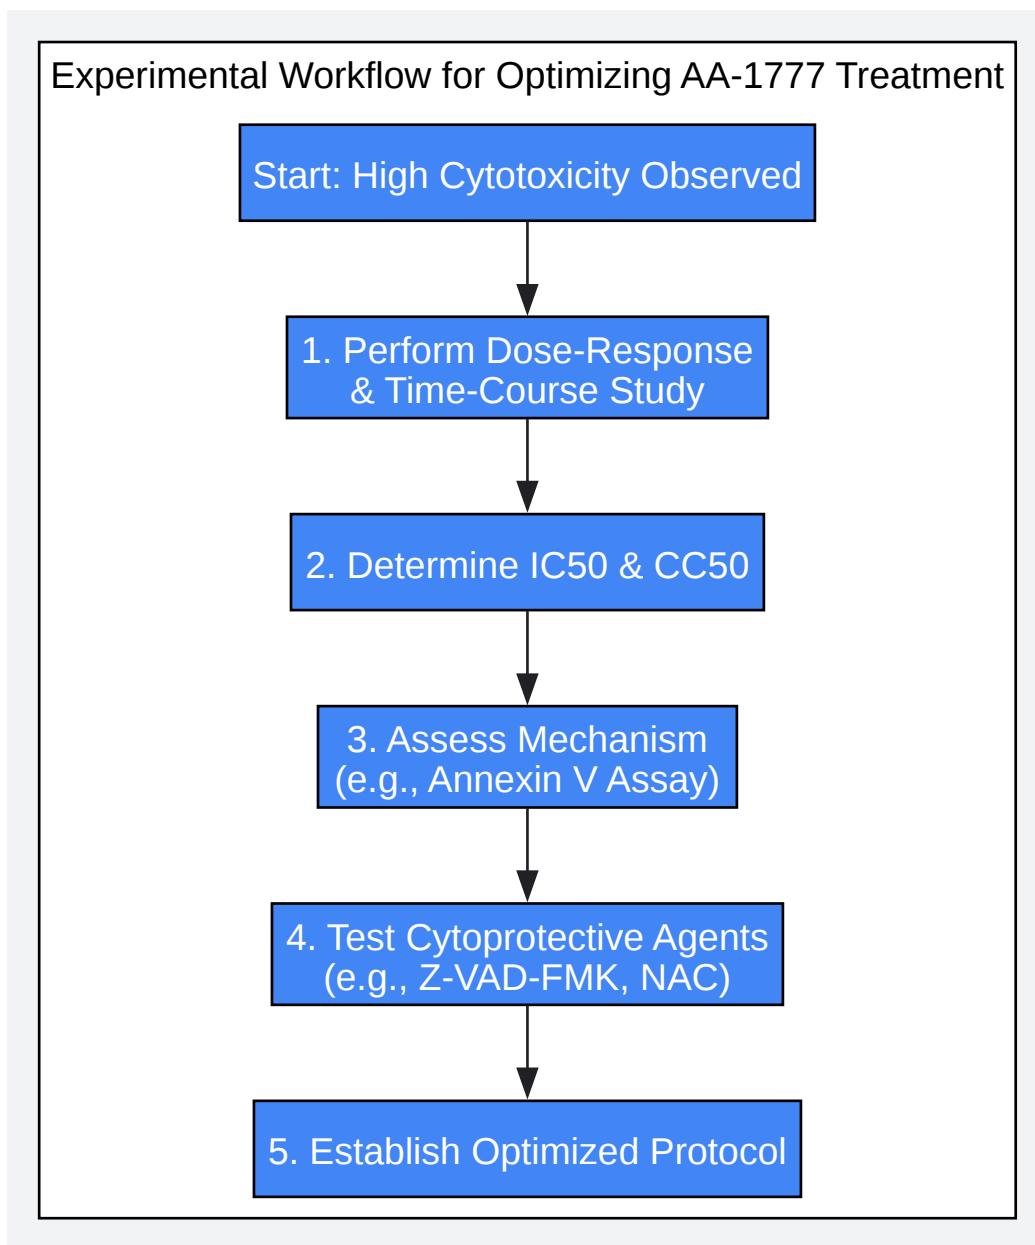 Experimental Workflow for Optimizing AA-1777 Treatment
Start: High Cytotoxicity Observed
1. Perform Dose-Response
& Time-Course Study
2. Determine IC50 & CC50
3. Assess Mechanism
(e.g., Annexin V Assay)
4. Test Cytoprotective Agents
(e.g., Z-VAD-FMK, NAC)
5. Establish Optimized Protocol